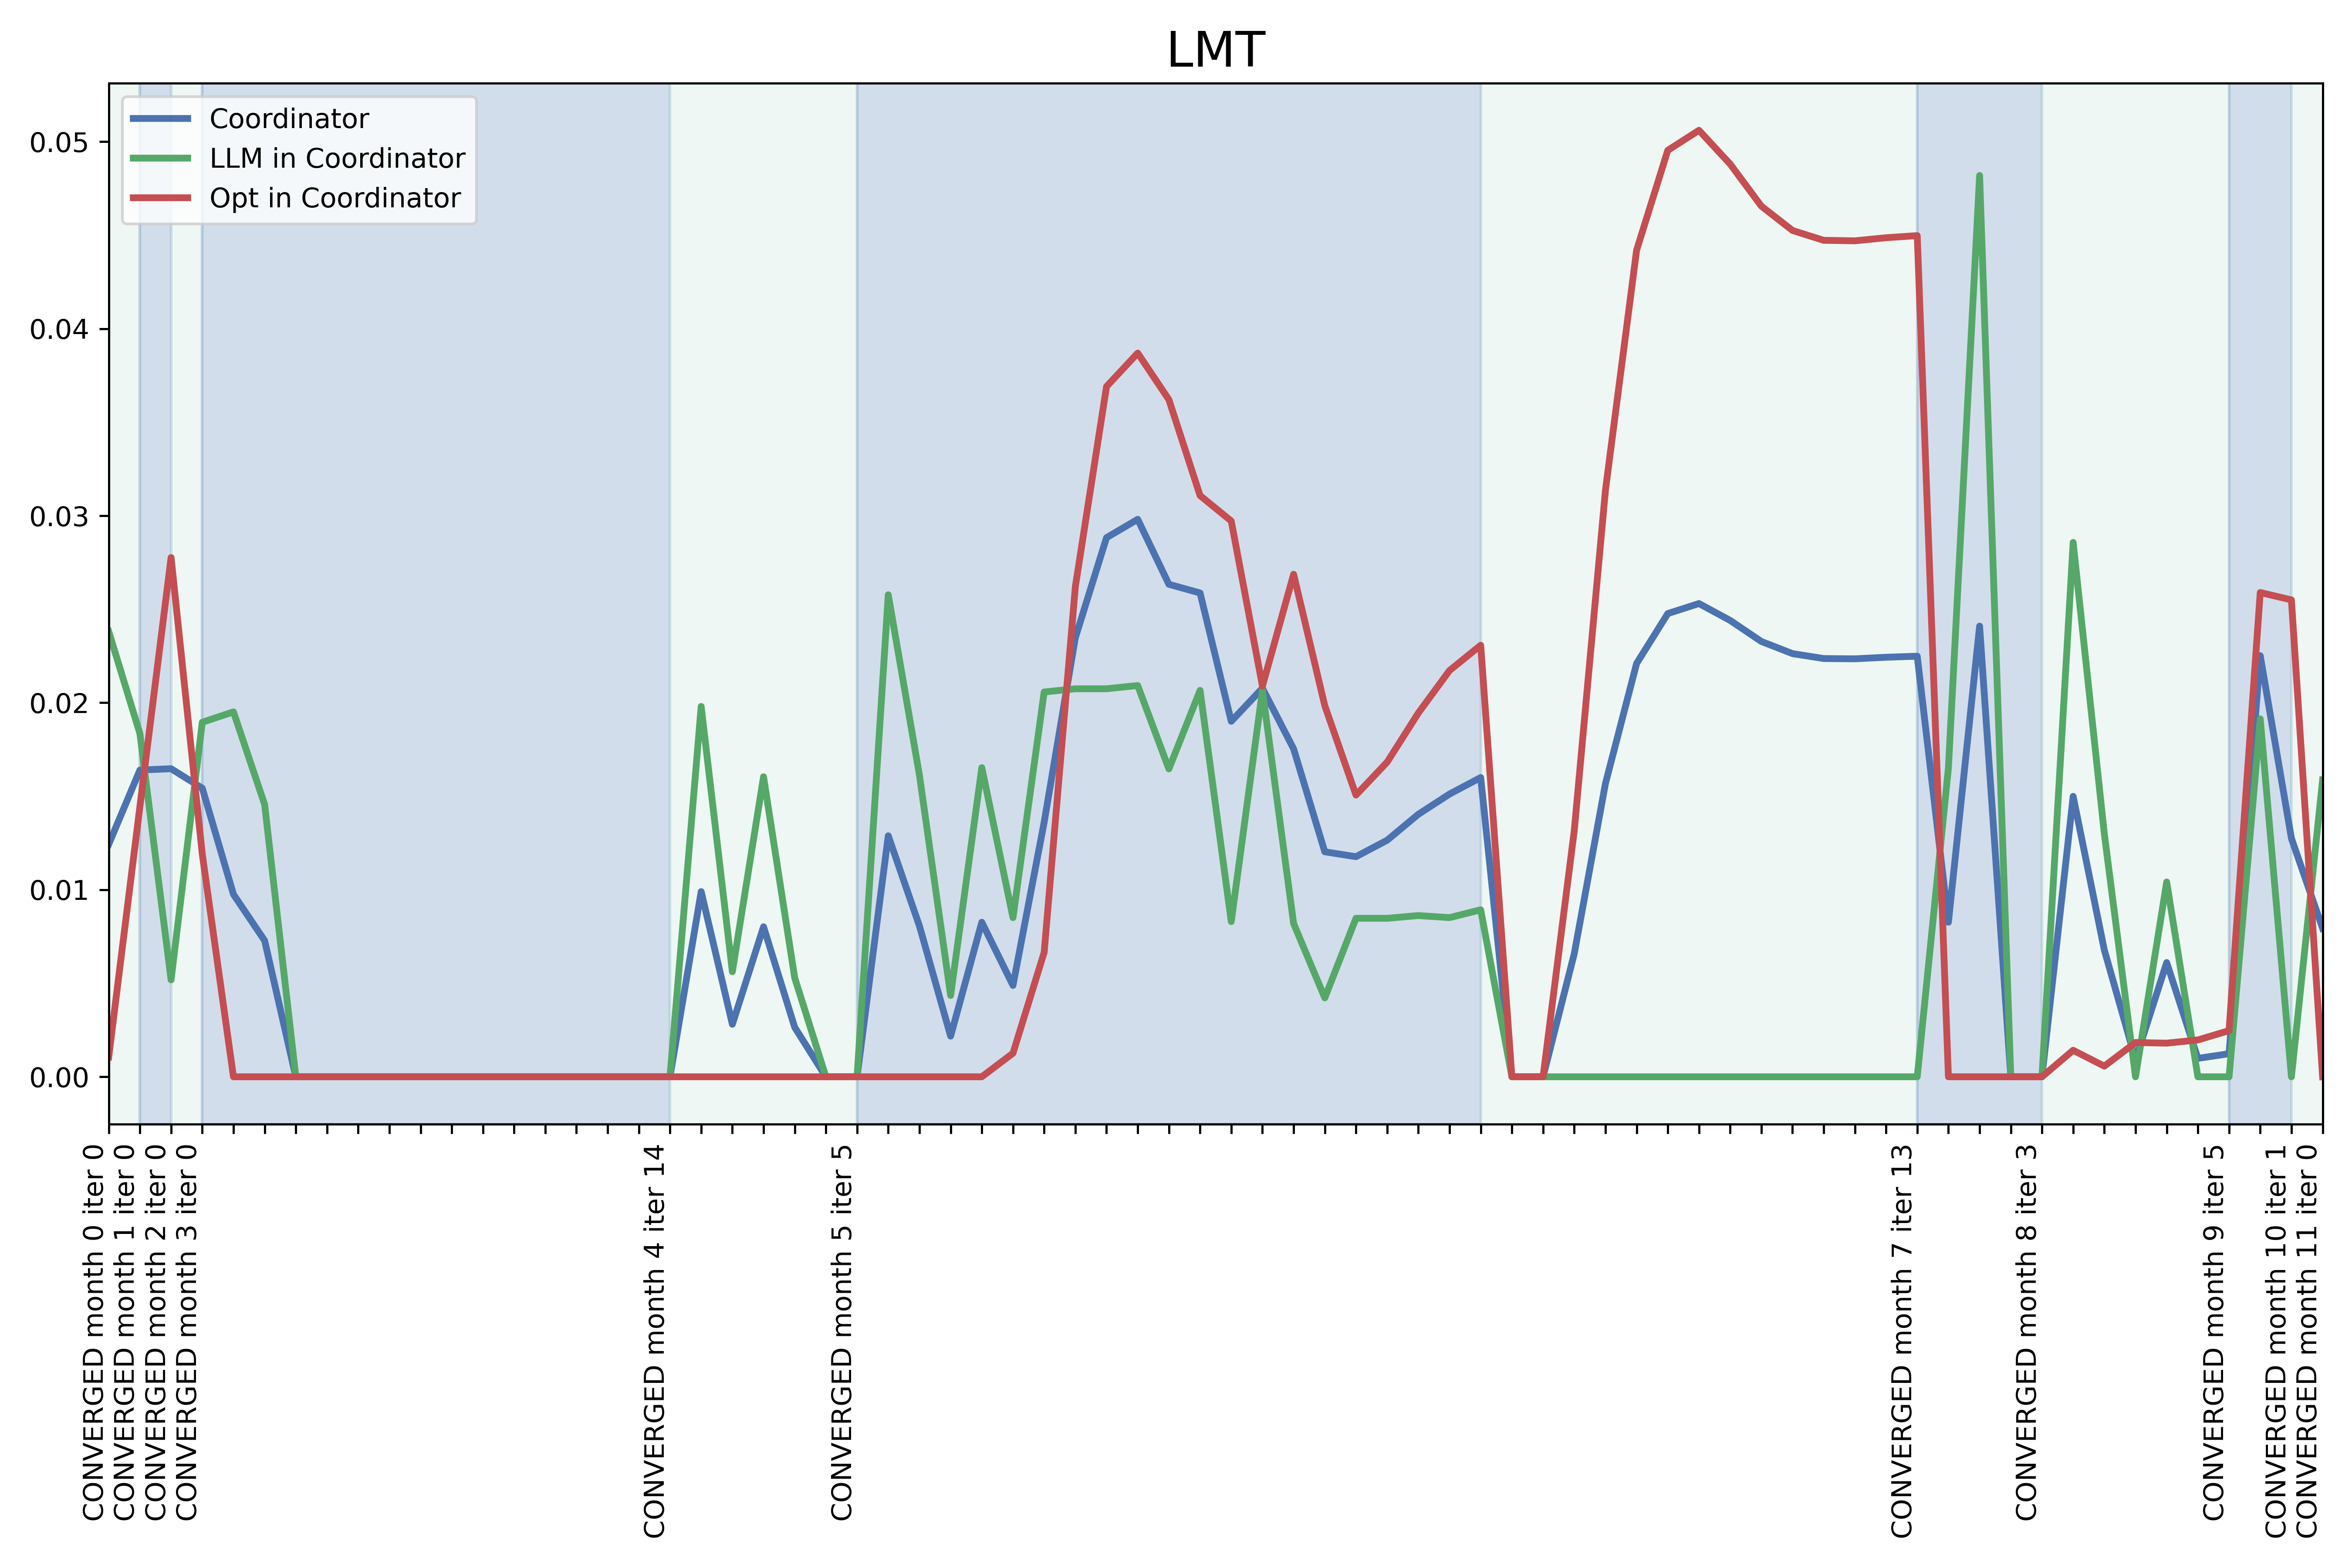 LMT
Coordinator
LLM in Coordinator
Opt in Coordinator
0.05
0.04
0.03
0.02
0.01
0.00
CONVERGED month 0 iter 0
CONVERGED month 1 iter 0
CONVERGED month 2 iter 0
CONVERGED month 3 iter 0
CONVERGED month 4 iter 14
CONVERGED month 5 iter 5
CONVERGED month 7 iter 13
CONVERGED month 8 iter 3
CONVERGED month 9 iter 5
CONVERGED month 10 iter 1
CONVERGED month 11 iter 0